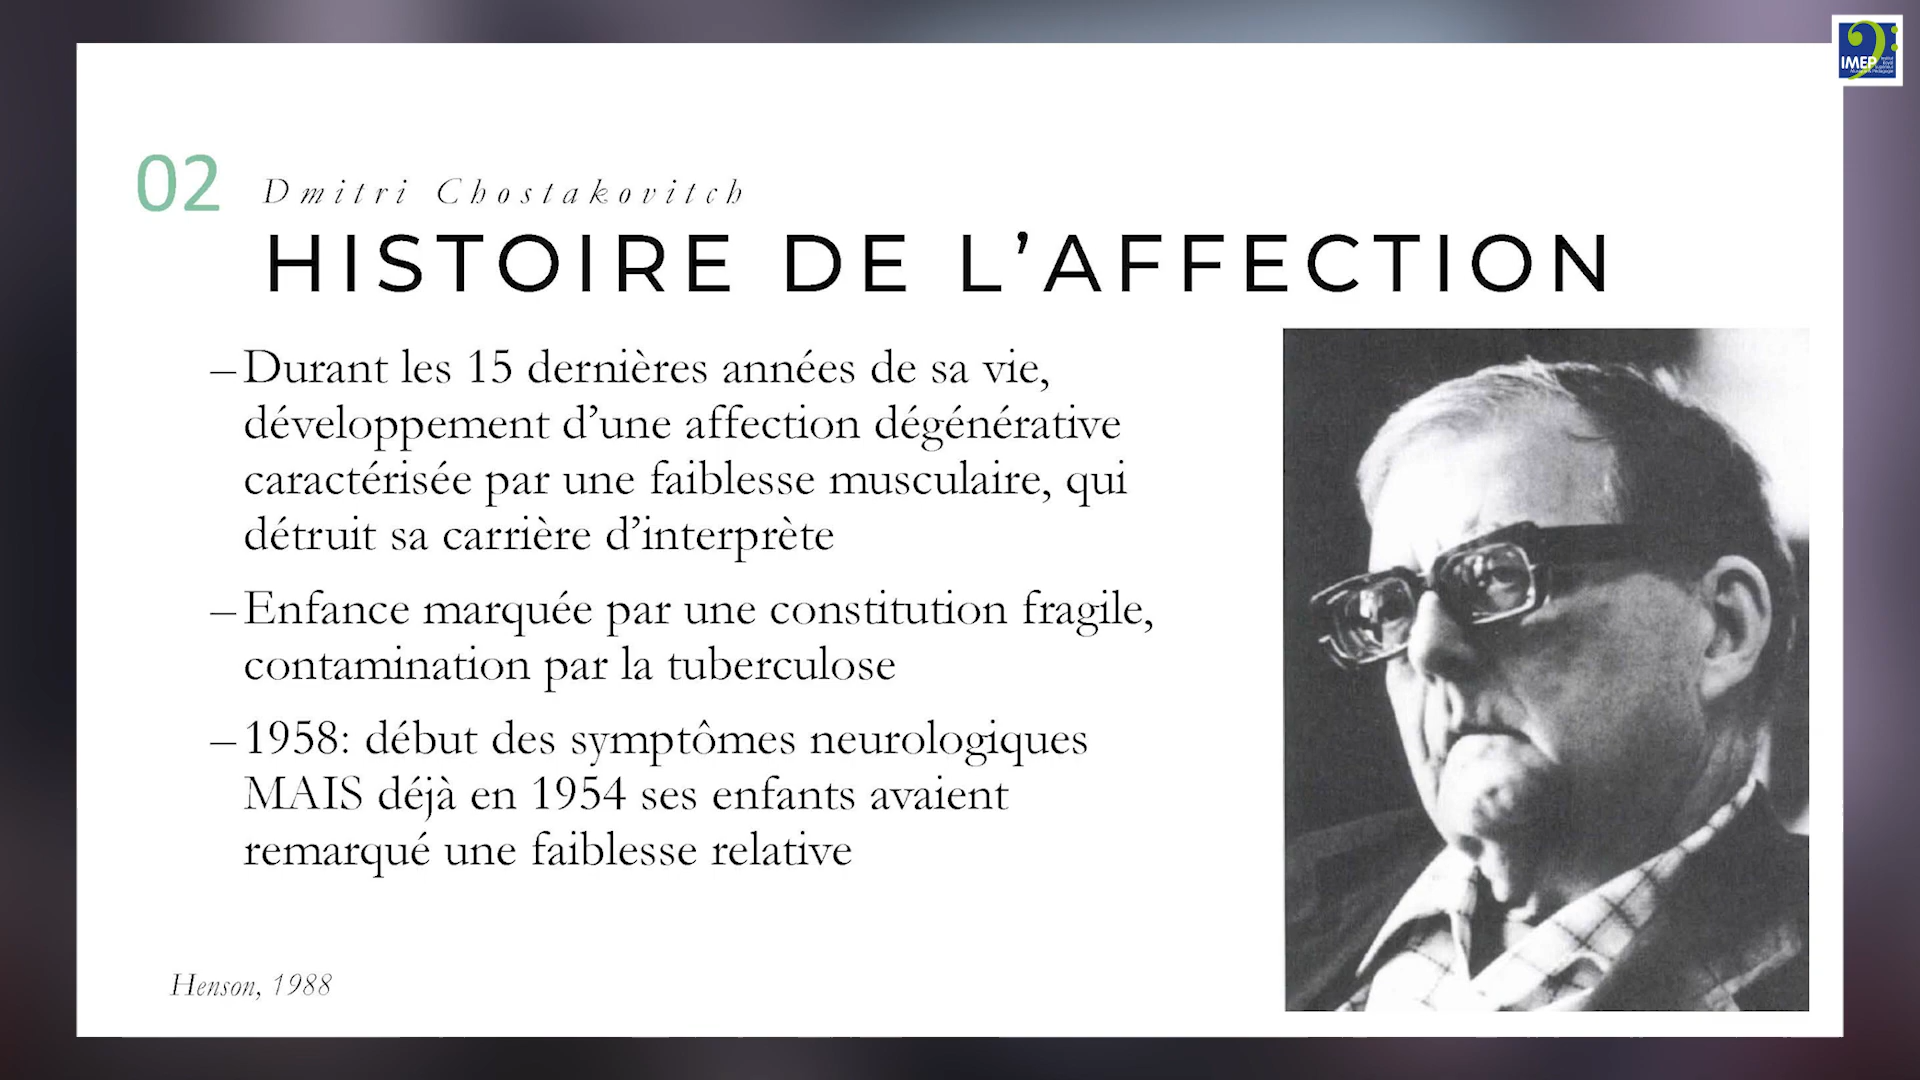 IMEP
02
Dmitri Chostakovitch
HISTOIRE DE L’AFFECTION
– Durant les 15 dernières années de sa vie,
développement d’une affection dégénérative
caractérisée par une faiblesse musculaire, qui
détruit sa carrière d’interprète
– Enfance marquée par une constitution fragile,
contamination par la tuberculose
– 1958: début des symptômes neurologiques
MAIS déjà en 1954 ses enfants avaient
remarqué une faiblesse relative
Henson, 1988